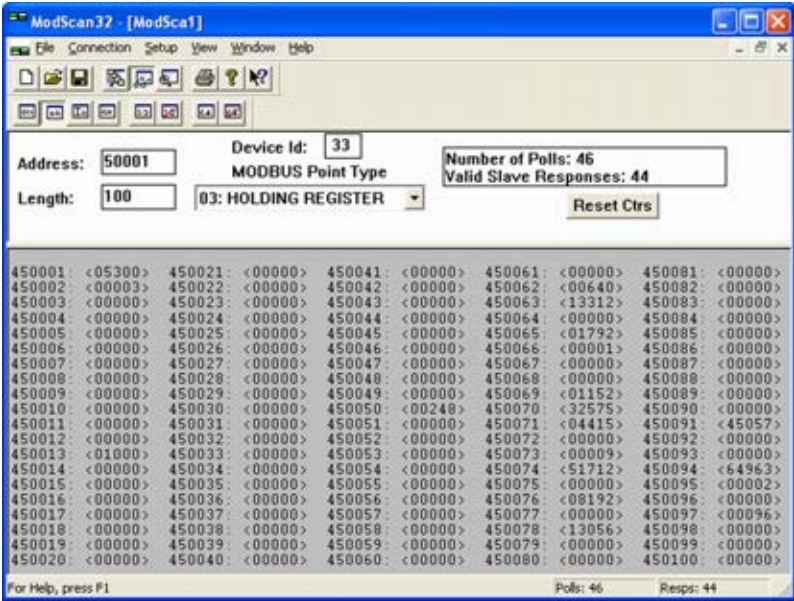 ModScan32 - [ModSca1]
File Connection Setup View Window Help
Device Id: 33
Address: 50001
MODBUS Point Type
Number of Polls: 46
Valid Slave Responses: 44
Length: 100
03: HOLDING REGISTER
Reset Ctrs
450001: <05300> 450021: <00000> 450041: <00000> 450061: <00000> 450081: <00000>
450002: <00003> 450022: <00000> 450042: <00000> 450062: <00640> 450082: <00000>
450003: <00000> 450023: <00000> 450043: <00000> 450063: <13312> 450083: <00000>
450004: <00000> 450024: <00000> 450044: <00000> 450064: <00000> 450084: <00000>
450005: <00000> 450025: <00000> 450045: <00000> 450065: <01792> 450085: <00000>
450006: <00000> 450026: <00000> 450046: <00000> 450066: <00001> 450086: <00000>
450007: <00000> 450027: <00000> 450047: <00000> 450067: <00000> 450087: <00000>
450008: <00000> 450028: <00000> 450048: <00000> 450068: <00000> 450088: <00000>
450009: <00000> 450029: <00000> 450049: <00000> 450069: <01152> 450089: <00000>
450010: <00000> 450030: <00000> 450050: <00248> 450070: <32575> 450090: <00000>
450011: <00000> 450031: <00000> 450051: <00000> 450071: <04415> 450091: <45057>
450012: <00000> 450032: <00000> 450052: <00000> 450072: <00000> 450092: <00000>
450013: <01000> 450033: <00000> 450053: <00000> 450073: <00009> 450093: <00000>
450014: <00000> 450034: <00000> 450054: <00000> 450074: <51712> 450094: <64963>
450015: <00000> 450035: <00000> 450055: <00000> 450075: <00000> 450095: <00002>
450016: <00000> 450036: <00000> 450056: <00000> 450076: <08192> 450096: <00000>
450017: <00000> 450037: <00000> 450057: <00000> 450077: <00000> 450097: <00096>
450018: <00000> 450038: <00000> 450058: <00000> 450078: <13056> 450098: <00000>
450019: <00000> 450039: <00000> 450059: <00000> 450079: <00000> 450099: <00000>
450020: <00000> 450040: <00000> 450060: <00000> 450080: <00000> 450100: <00000>
For Help, press F1 Polls: 46 Resps: 44